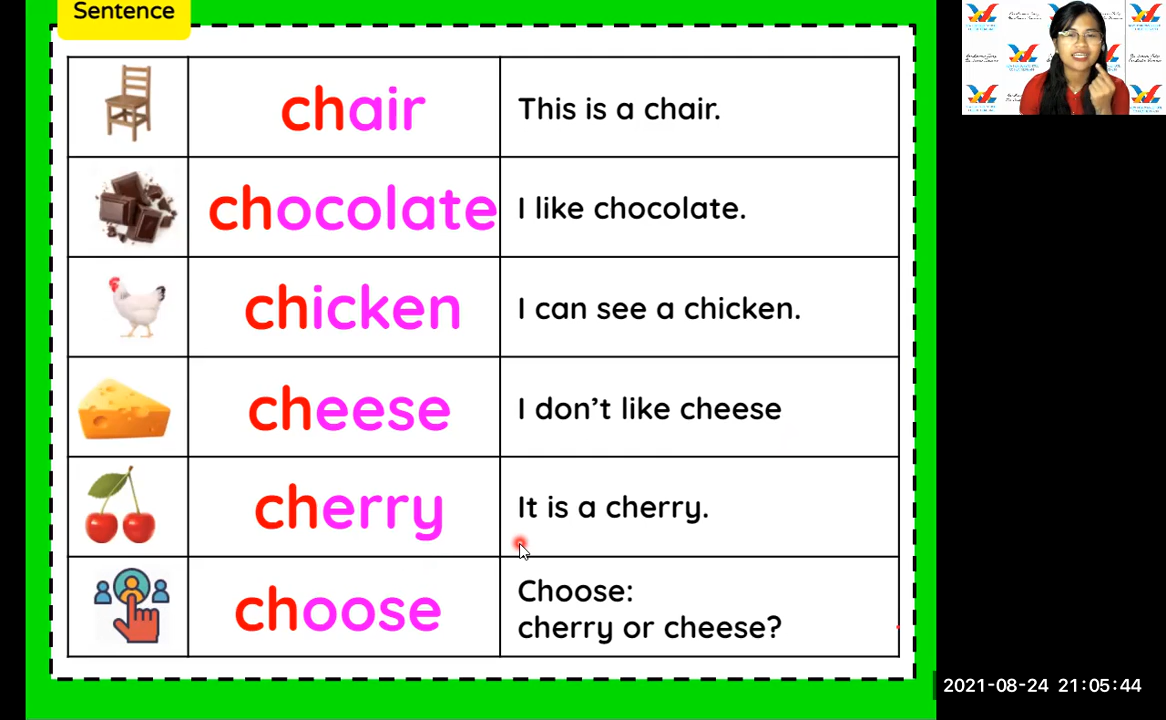 Sentence
chair
This is a chair.
chocolate
I like chocolate.
chicken
I can see a chicken.
cheese
I don’t like cheese
cherry
It is a cherry.
choose
Choose:
cherry or cheese?
2021-08-24 21:05:44